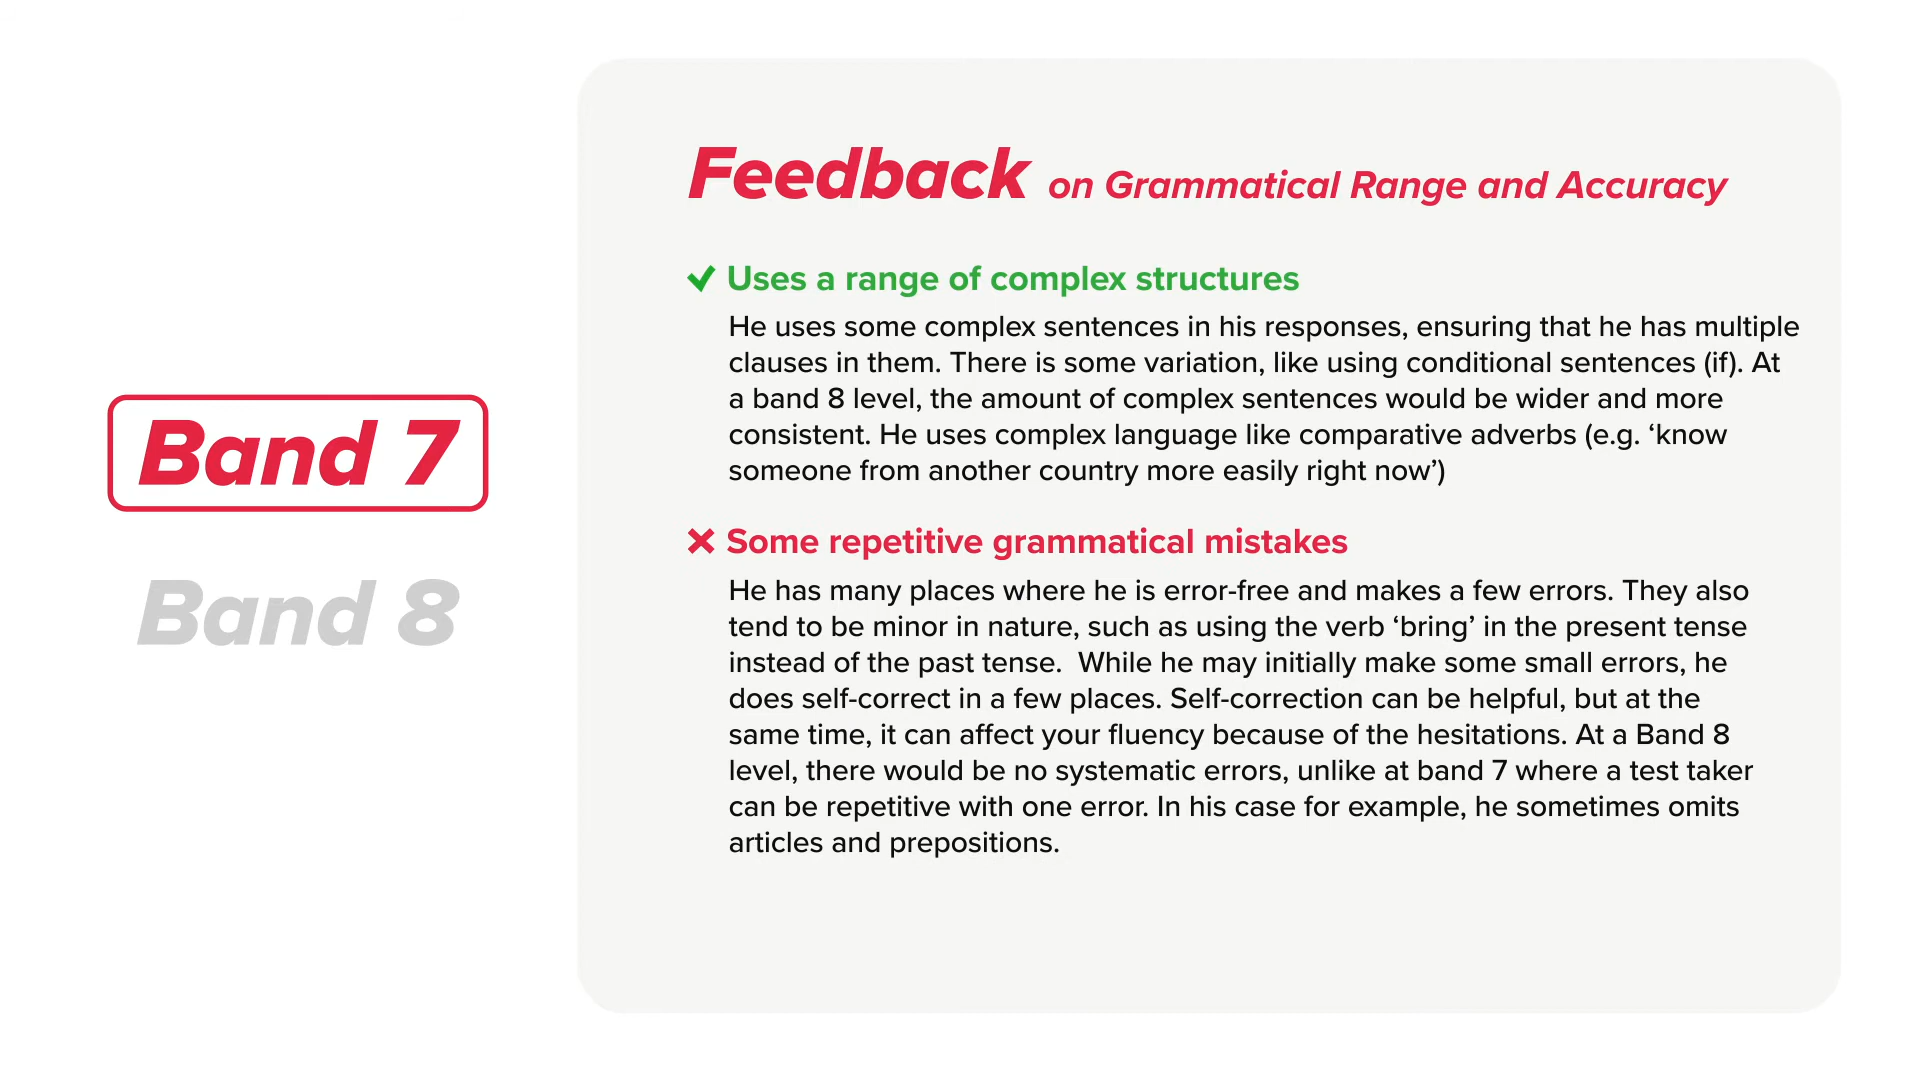 Feedback on Grammatical Range and Accuracy
✔ Uses a range of complex structures
He uses some complex sentences in his responses, ensuring that he has multiple
clauses in them. There is some variation, like using conditional sentences (if). At
a band 8 level, the amount of complex sentences would be wider and more
consistent. He uses complex language like comparative adverbs (e.g. ‘know
someone from another country more easily right now’)
✖ Some repetitive grammatical mistakes
He has many places where he is error-free and makes a few errors. They also
tend to be minor in nature, such as using the verb ‘bring’ in the present tense
instead of the past tense.  While he may initially make some small errors, he
does self-correct in a few places. Self-correction can be helpful, but at the
same time, it can affect your fluency because of the hesitations. At a Band 8
level, there would be no systematic errors, unlike at band 7 where a test taker
can be repetitive with one error. In his case for example, he sometimes omits
articles and prepositions.
Band 7
Band 8